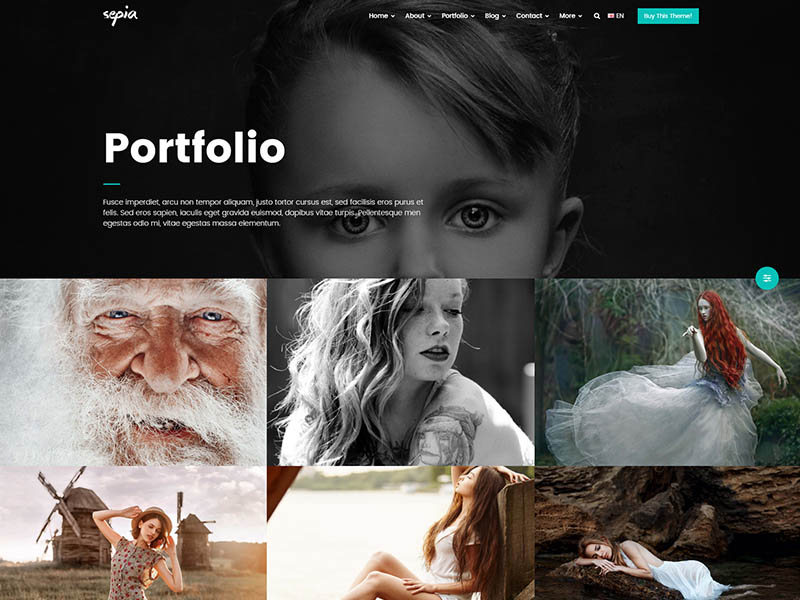 sepia
Home About Portfolio Blog Contact More EN Buy This Theme!
Portfolio
Fusce imperdiet, arcu non tempor aliquam, justo tortor cursus est, sed facilisis eros purus et
felis. Sed eros sapien, iaculis eget gravida euismod, dapibus vitae turpis. Pellentesque men
egestas odio mi, vitae egestas massa elementum.